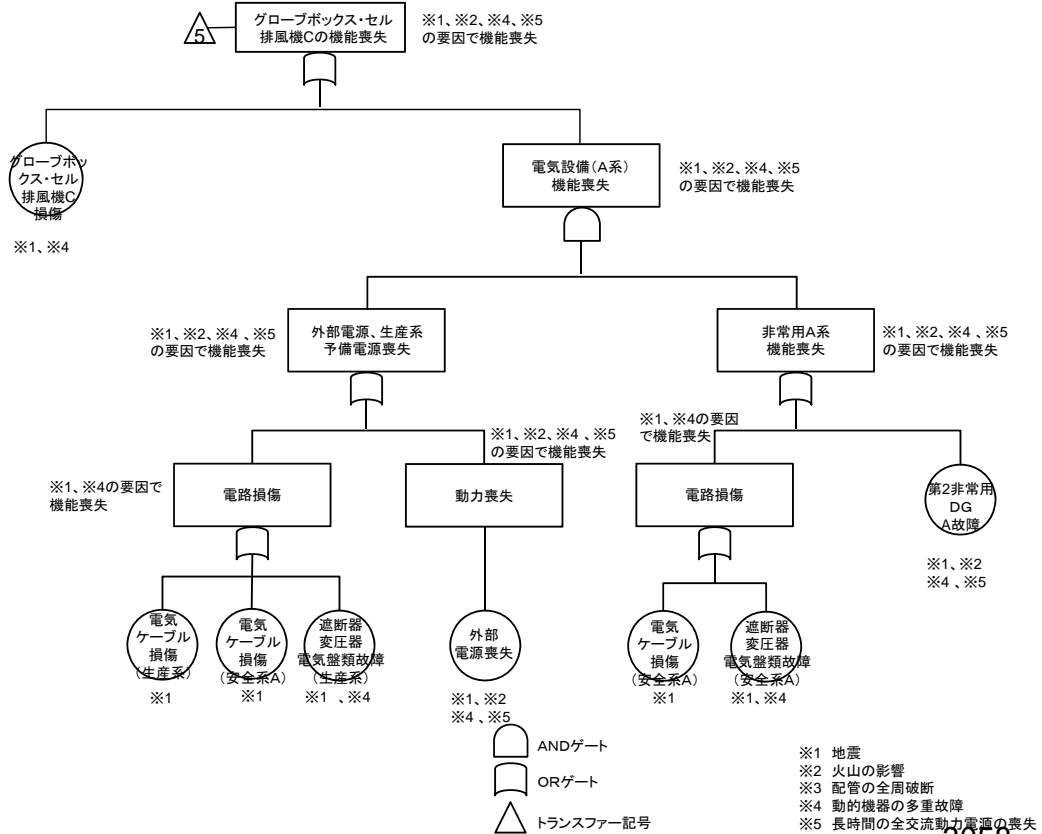 5
グローブボックス・セル
排風機Cの機能喪失
※1、※2、※4、※5
の要因で機能喪失
グローブボッ
クス・セル
排風機C
損傷
※1、※4
電気設備(A系)
機能喪失
※1、※2、※4、※5
の要因で機能喪失
※1、※2、※4 、※5
の要因で機能喪失
外部電源、生産系
予備電源喪失
非常用A系
機能喪失
※1、※2、※4 、※5
の要因で機能喪失
※1、※4の要因で
機能喪失
電路損傷
※1、※2、※4 、※5
の要因で機能喪失
動力喪失
※1、※4の要因
で機能喪失
電路損傷
第2非常用
DG
A故障
※1、※2
※4 、※5
電気
ケーブル
損傷
(生産系)
※1
電気
ケーブル
損傷
(安全系A)
※1
遮断器
変圧器
電気盤類故障
(生産系)
※1 、※4
外部
電源喪失
※1、※2
※4 、※5
電気
ケーブル
損傷
(安全系A)
※1
遮断器
変圧器
電気盤類故障
(安全系A)
※1、※4
ANDゲート
ORゲート
トランスファー記号
※1 地震
※2 火山の影響
※3 配管の全周破断
※4 動的機器の多重故障
※5 長時間の全交流動力電源の喪失